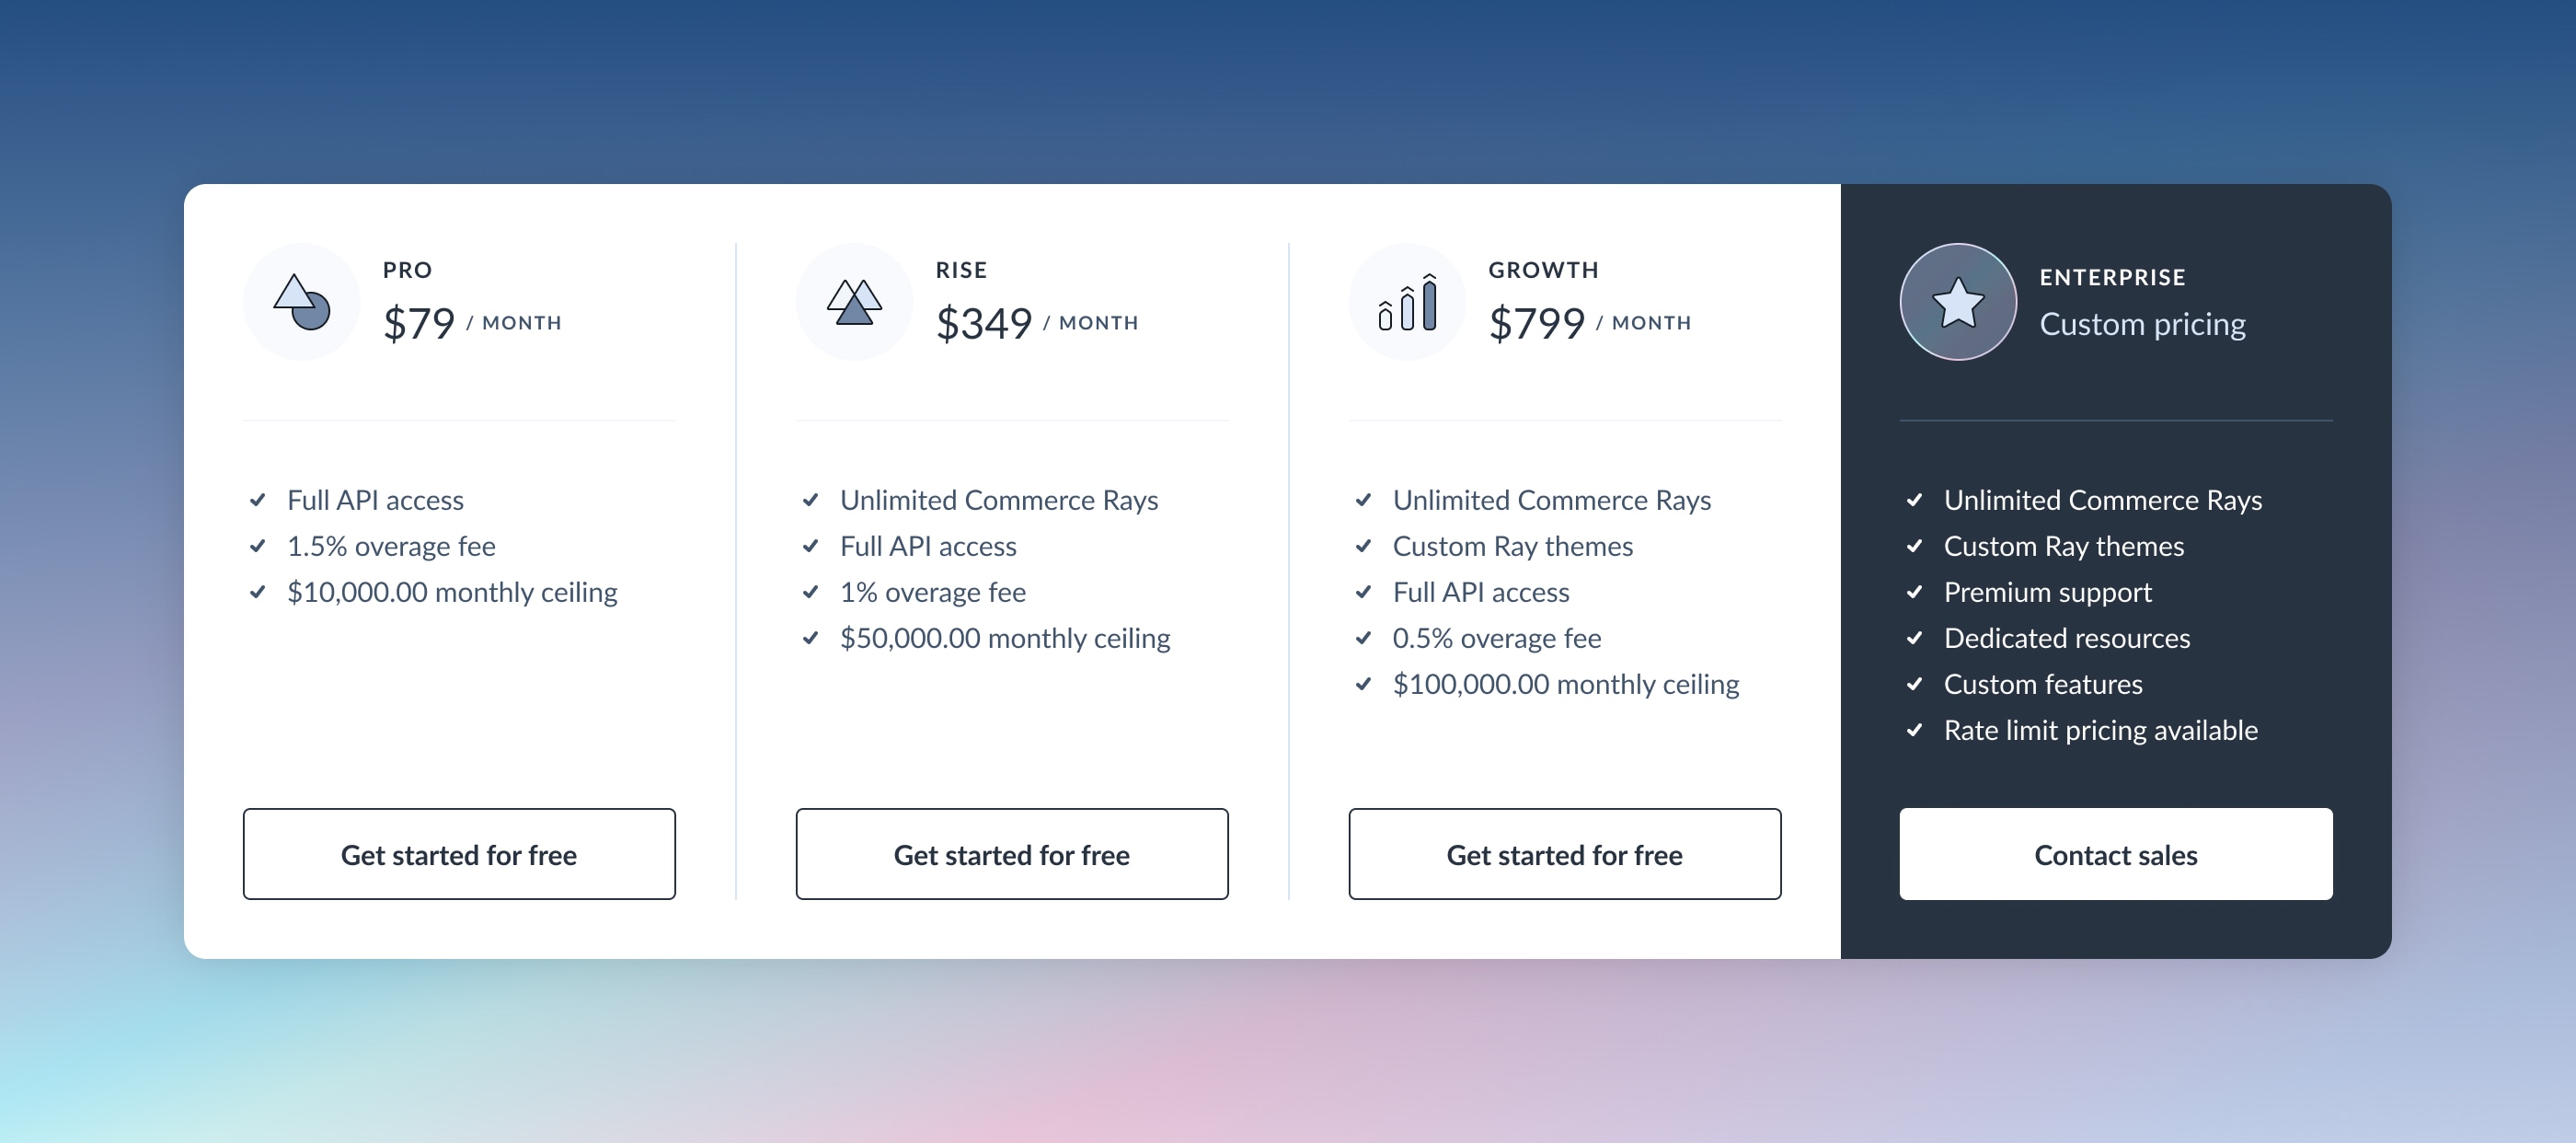 PRO
$79 / MONTH
Full API access
1.5% overage fee
$10,000.00 monthly ceiling
Get started for free
RISE
$349 / MONTH
Unlimited Commerce Rays
Full API access
1% overage fee
$50,000.00 monthly ceiling
Get started for free
GROWTH
$799 / MONTH
Unlimited Commerce Rays
Custom Ray themes
Full API access
0.5% overage fee
$100,000.00 monthly ceiling
Get started for free
ENTERPRISE
Custom pricing
Unlimited Commerce Rays
Custom Ray themes
Premium support
Dedicated resources
Custom features
Rate limit pricing available
Contact sales